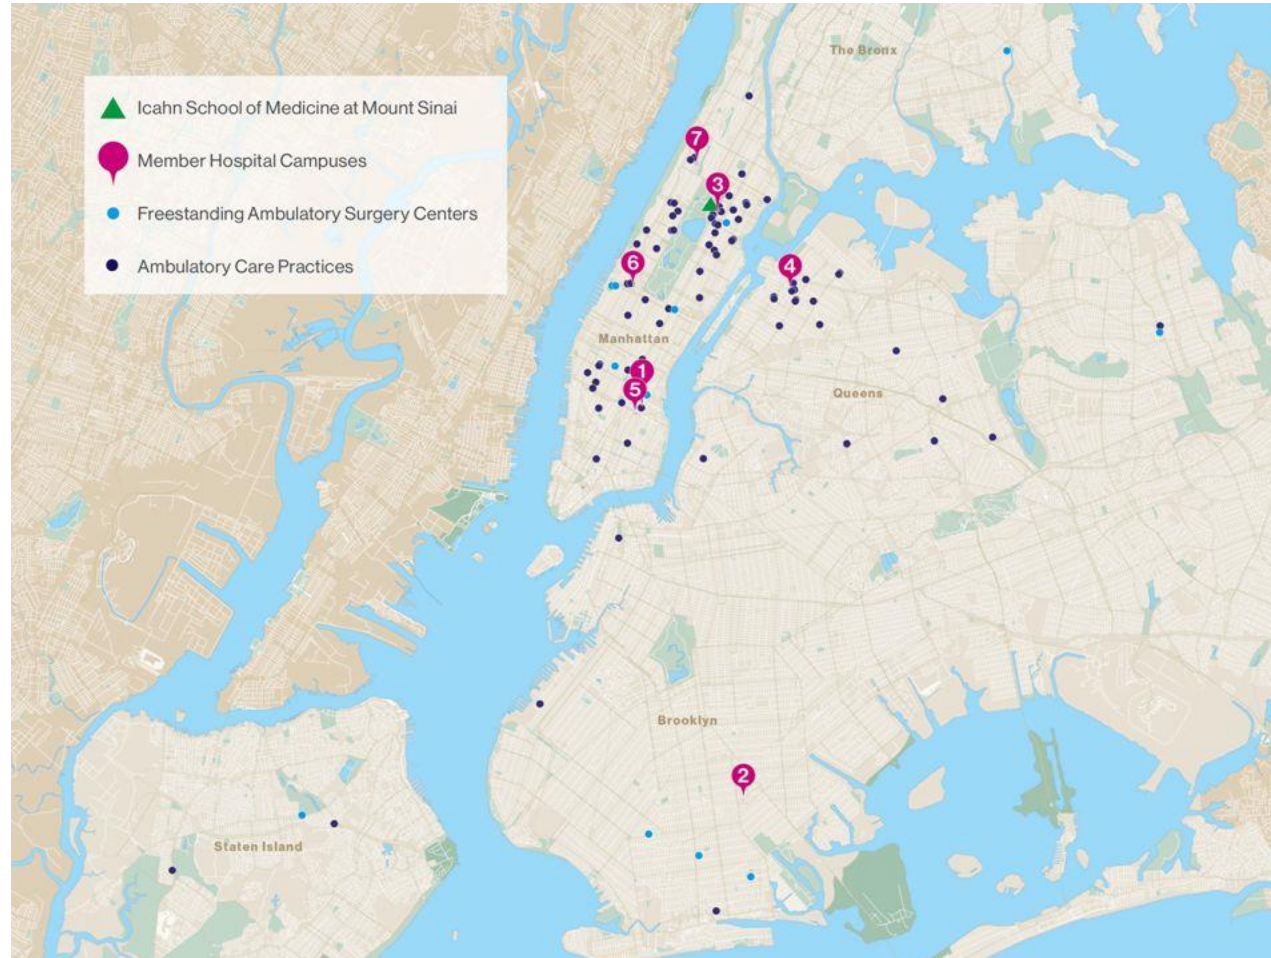 The Bronx
Icahn School of Medicine at Mount Sinai
Member Hospital Campuses
Freestanding Ambulatory Surgery Centers
Ambulatory Care Practices
7
3
6
4
Manhattan
1
5
Queens
Brooklyn
2
Staten Island